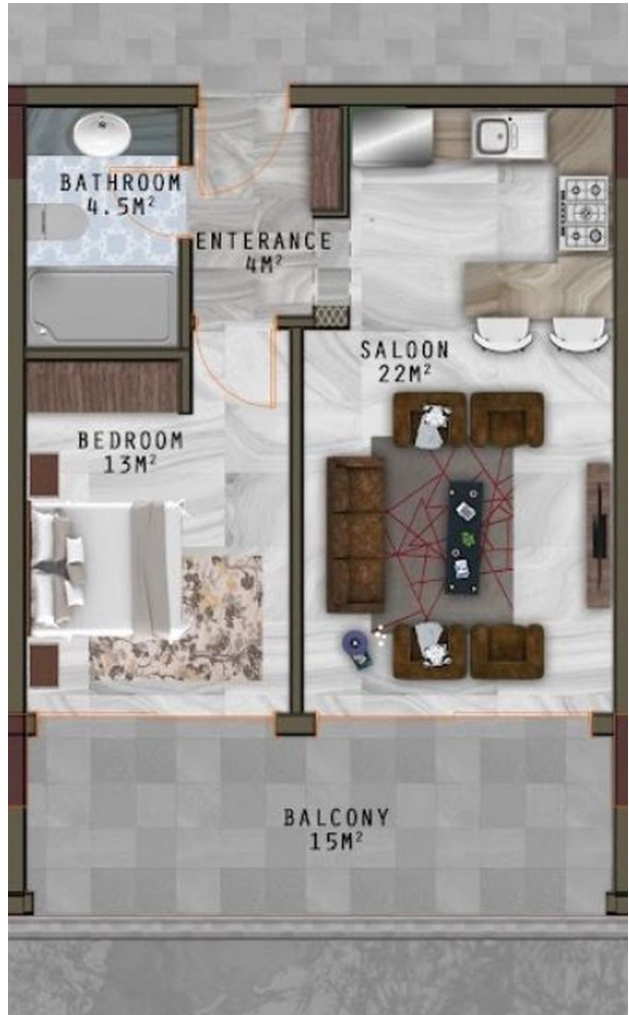 BATHROOM
4.5M²
ENTERANCE
4M²
SALOON
22M²
BEDROOM
13M²
BALCONY
15M²